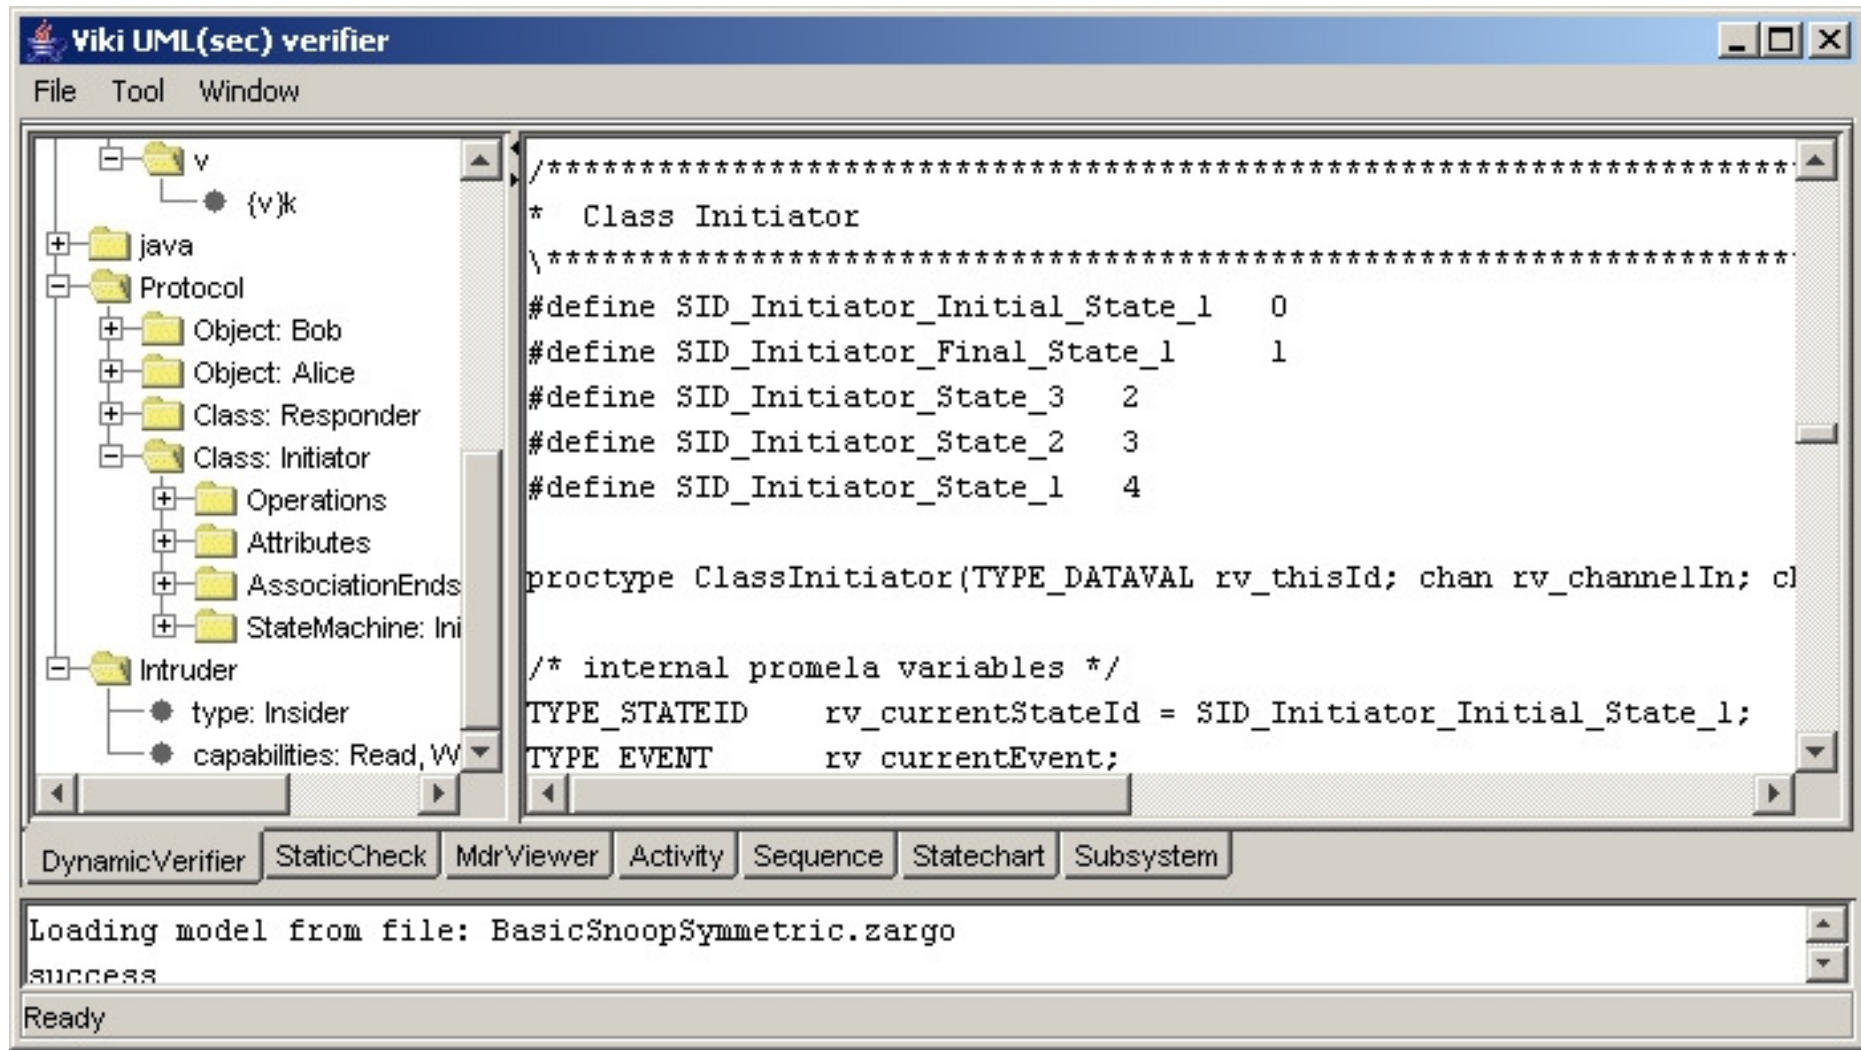 Viki UML(sec) verifier
File Tool Window
v
{v}k
java
Protocol
Object: Bob
Object: Alice
Class: Responder
Class: Initiator
Operations
Attributes
AssociationEnds
StateMachine: Ini
Intruder
type: Insider
capabilities: Read, W
/*******************************************************************
* Class Initiator
\*******************************************************************
#define SID_Initiator_Initial_State_1 0
#define SID_Initiator_Final_State_1 1
#define SID_Initiator_State_3 2
#define SID_Initiator_State_2 3
#define SID_Initiator_State_1 4
proctype ClassInitiator(TYPE_DATAVAL rv_thisId; chan rv_channelIn; ch
/* internal promela variables */
TYPE_STATEID rv_currentStateId = SID_Initiator_Initial_State_1;
TYPE_EVENT rv_currentEvent;
DynamicVerifier StaticCheck MdrViewer Activity Sequence Statechart Subsystem
Loading model from file: BasicSnoopSymmetric.zargo
success
Ready